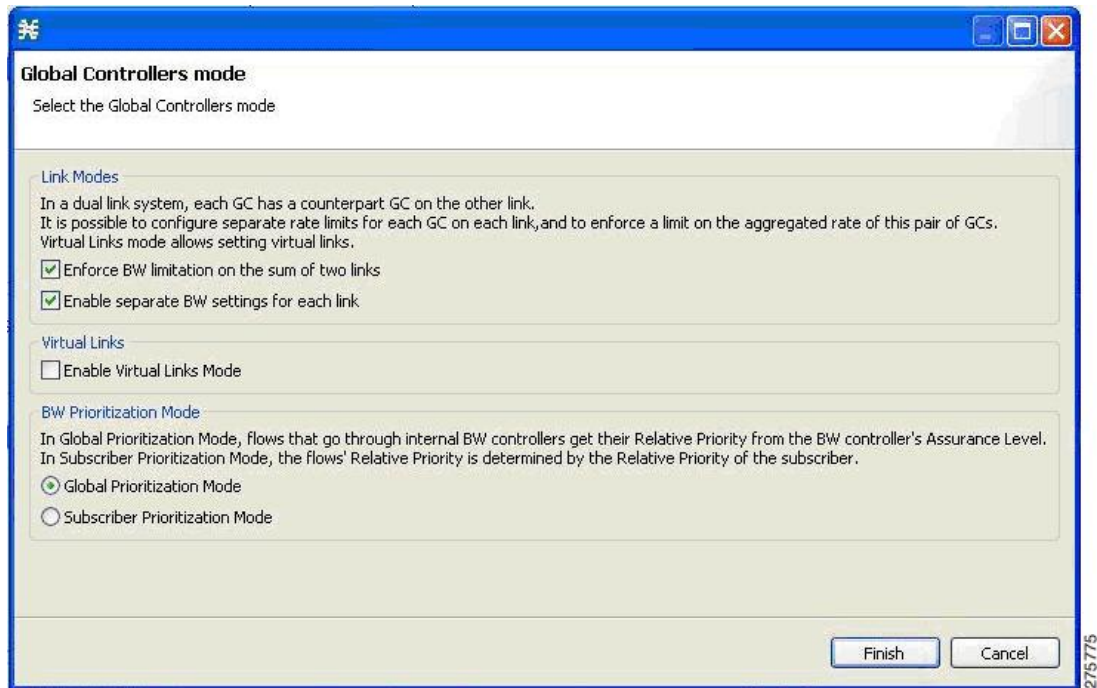 Global Controllers mode
Select the Global Controllers mode
Link Modes
In a dual link system, each GC has a counterpart GC on the other link.
It is possible to configure separate rate limits for each GC on each link,and to enforce a limit on the aggregated rate of this pair of GCs.
Virtual Links mode allows setting virtual links.
Enforce BW limitation on the sum of two links
Enable separate BW settings for each link
Virtual Links
Enable Virtual Links Mode
BW Prioritization Mode
In Global Prioritization Mode, flows that go through internal BW controllers get their Relative Priority from the BW controller's Assurance Level.
In Subscriber Prioritization Mode, the flows' Relative Priority is determined by the Relative Priority of the subscriber.
Global Prioritization Mode
Subscriber Prioritization Mode
Finish
Cancel
275775